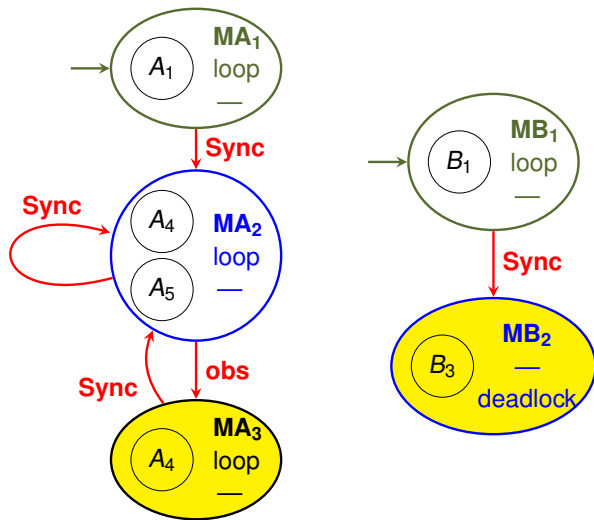 A₁ MA₁
loop
—
Sync
Sync
A₄ MA₂
loop
A₅ —
Sync
obs
MA₃
A₄ loop
—
MB₁
B₁ loop
—
Sync
MB₂
B₃ —
deadlock